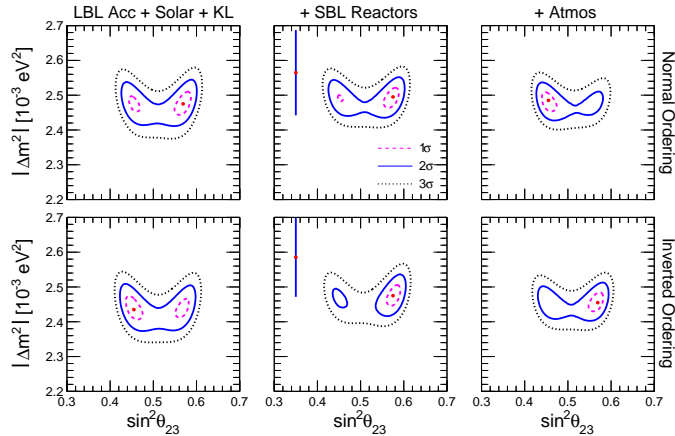 LBL Acc + Solar + KL
+ SBL Reactors
+ Atmos
2.7
2.6
2.5
2.4
2.3
2.2
|Δm²| [10⁻³ eV²]
1σ
2σ
3σ
Normal Ordering
2.7
2.6
2.5
2.4
2.3
2.2
|Δm²| [10⁻³ eV²]
Inverted Ordering
0.3 0.4 0.5 0.6 0.7
0.3 0.4 0.5 0.6 0.7
0.3 0.4 0.5 0.6 0.7
sin²θ₂₃
sin²θ₂₃
sin²θ₂₃